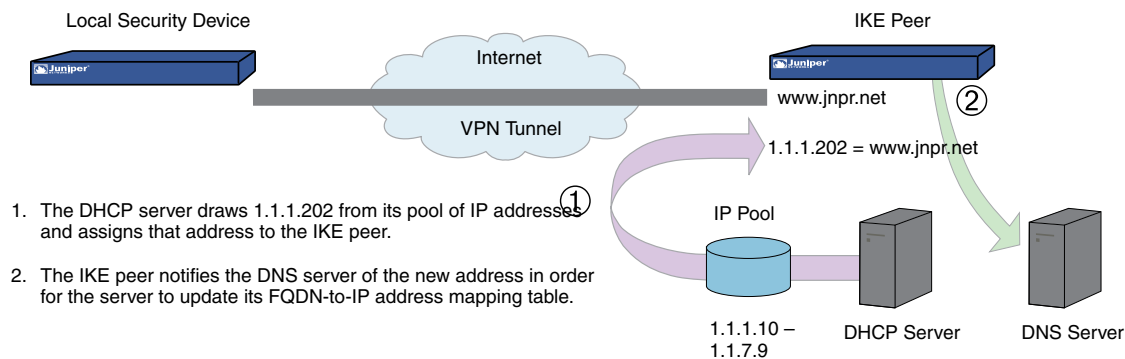 Local Security Device
IKE Peer
Juniper
Internet
Juniper
www.jnpr.net
②
VPN Tunnel
1.1.1.202 = www.jnpr.net
①
1. The DHCP server draws 1.1.1.202 from its pool of IP addresses
and assigns that address to the IKE peer.
IP Pool
2. The IKE peer notifies the DNS server of the new address in order
for the server to update its FQDN-to-IP address mapping table.
1.1.1.10 –
1.1.7.9
DHCP Server
DNS Server